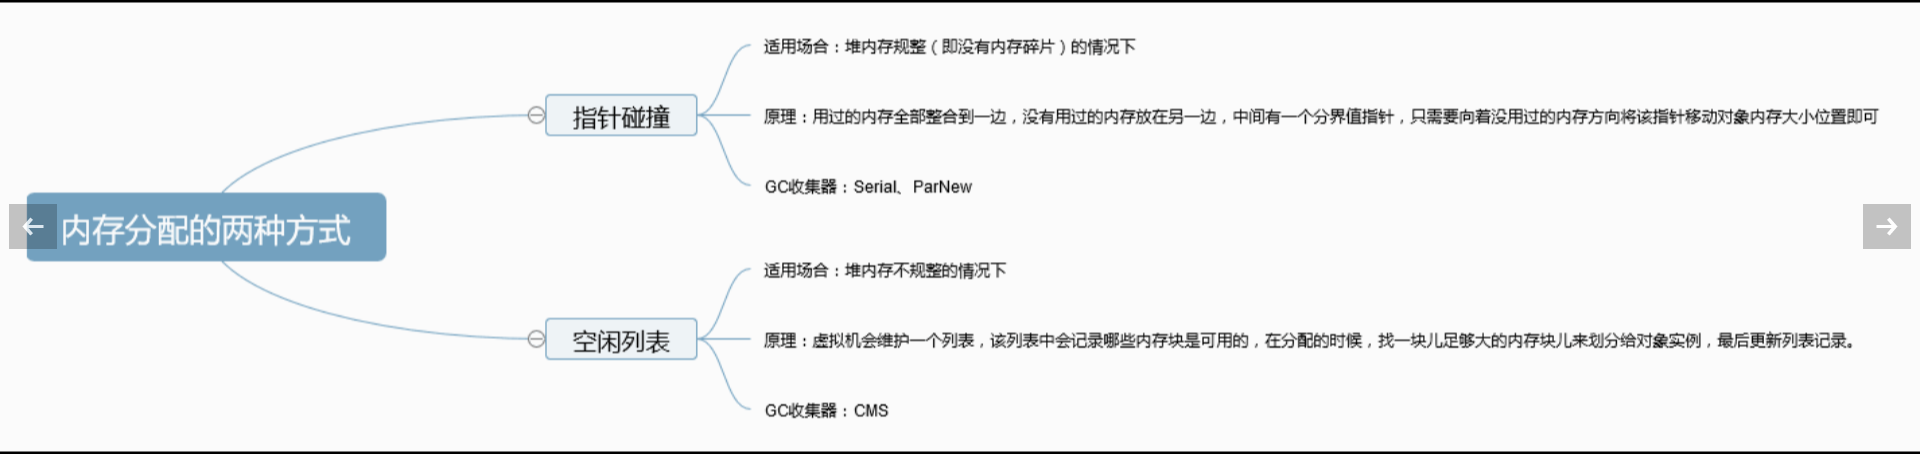 内存分配的两种方式
指针碰撞
适用场合：堆内存规整（即没有内存碎片）的情况下
原理：用过的内存全部整合到一边，没有用过的内存放在另一边，中间有一个分界值指针，只需要向着没用过的内存方向将该指针移动对象内存大小位置即可
GC收集器：Serial、ParNew
空闲列表
适用场合：堆内存不规整的情况下
原理：虚拟机会维护一个列表，该列表中会记录哪些内存块是可用的，在分配的时候，找一块儿足够大的内存块儿来划分给对象实例，最后更新列表记录。
GC收集器：CMS